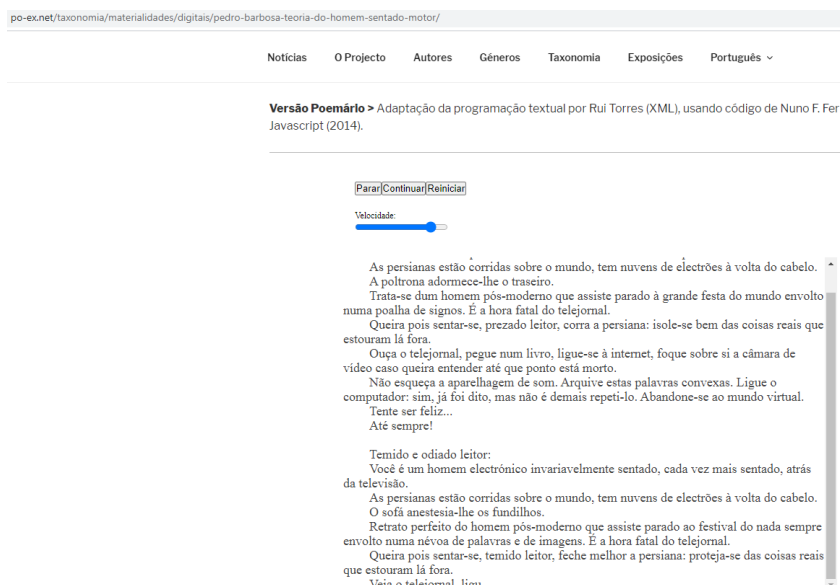 po-ex.net/taxonomia/materialidades/digitais/pedro-barbosa-teoria-do-homem-sentado-motor/
Notícias O Projecto Autores Géneros Taxonomia Exposições Português
Versão Poemário > Adaptação da programação textual por Rui Torres (XML), usando código de Nuno F. Fer
Javascript (2014).
Parar Continuar Reiniciar
Velocidade:
As persianas estão corridas sobre o mundo, tem nuvens de electrões à volta do cabelo.
A poltrona adormece-lhe o traseiro.
Trata-se dum homem pós-moderno que assiste parado à grande festa do mundo envolto
numa poalha de signos. É a hora fatal do telejornal.
Queira pois sentar-se, prezado leitor, corra a persiana: isole-se bem das coisas reais que
estouram lá fora.
Ouça o telejornal, pegue num livro, ligue-se à internet, foque sobre si a câmara de
vídeo caso queira entender até que ponto está morto.
Não esqueça a aparelhagem de som. Arquive estas palavras convexas. Ligue o
computador: sim, já foi dito, mas não é demais repeti-lo. Abandone-se ao mundo virtual.
Tente ser feliz...
Até sempre!
Temido e odiado leitor:
Você é um homem electrónico invariavelmente sentado, cada vez mais sentado, atrás
da televisão.
As persianas estão corridas sobre o mundo, tem nuvens de electrões à volta do cabelo.
O sofá anestesia-lhe os fundilhos.
Retrato perfeito do homem pós-moderno que assiste parado ao festival do nada sempre
envolto numa névoa de palavras e de imagens. É a hora fatal do telejornal.
Queira pois sentar-se, temido leitor, feche melhor a persiana: proteja-se das coisas reais
que estouram lá fora.
Veja o telejornal, ligu